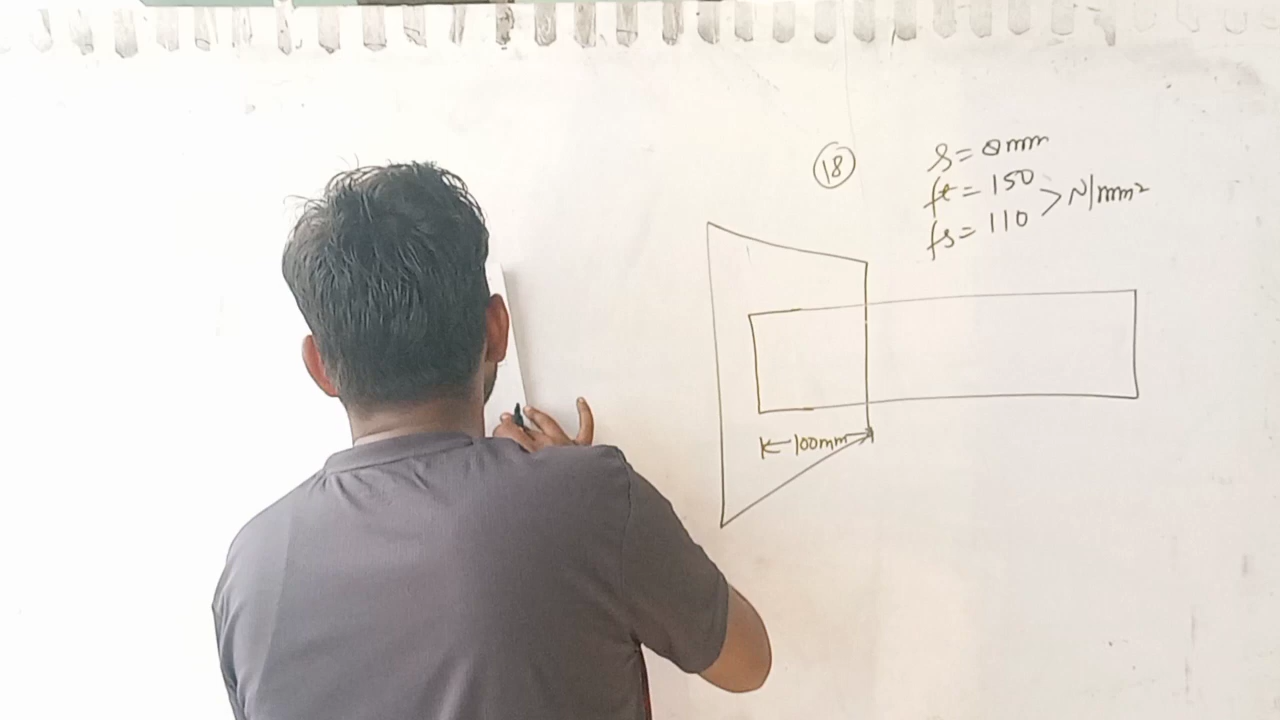 18
s = 8mm
ft = 150
fs = 110
> N/mm²
100mm